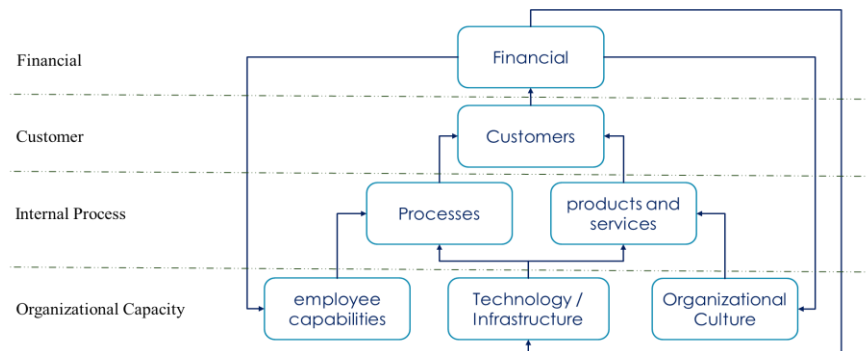 Financial
Financial
Customer
Customers
Internal Process
Processes
products and
services
Organizational Capacity
employee
capabilities
Technology /
Infrastructure
Organizational
Culture